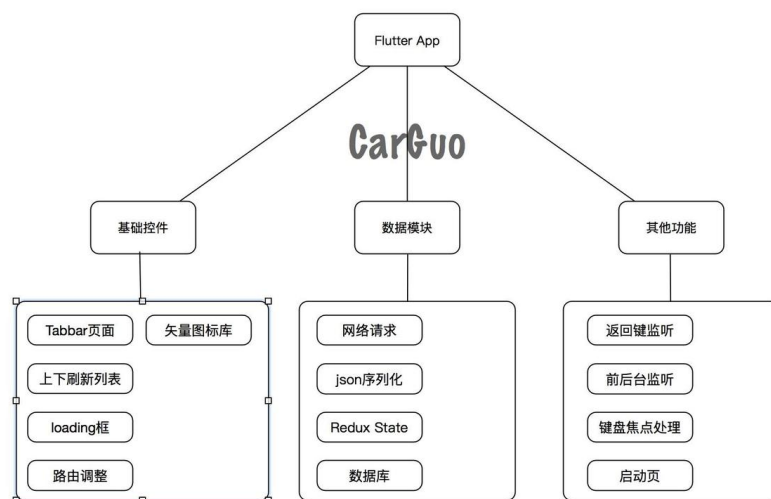 Flutter App
CarGuo
基础控件
数据模块
其他功能
Tabbar页面
矢量图标库
上下刷新列表
loading框
路由调整
网络请求
json序列化
Redux State
数据库
返回键监听
前后台监听
键盘焦点处理
启动页